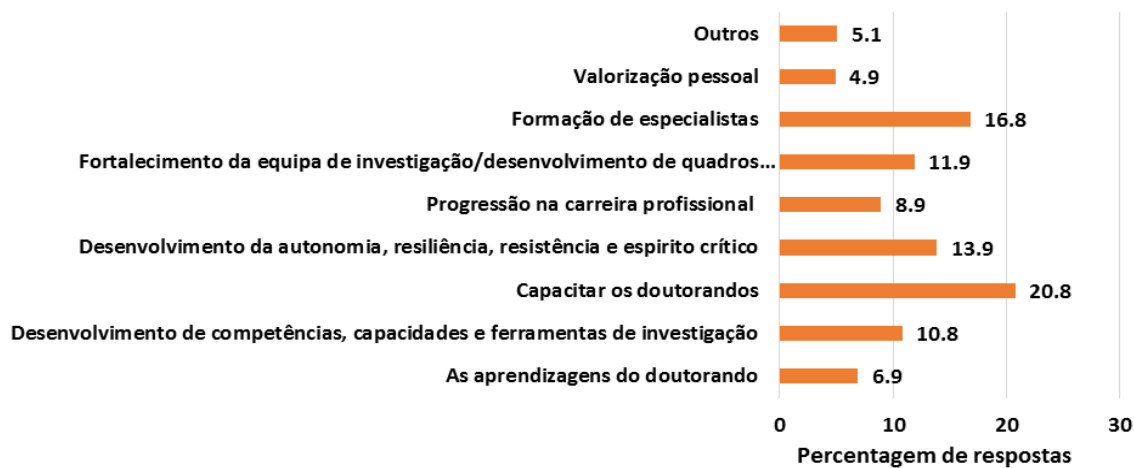 Outros 5.1
Valorização pessoal 4.9
Formação de especialistas 16.8
Fortalecimento da equipa de investigação/desenvolvimento de quadros... 11.9
Progressão na carreira profissional 8.9
Desenvolvimento da autonomia, resiliência, resistência e espirito crítico 13.9
Capacitar os doutorandos 20.8
Desenvolvimento de competências, capacidades e ferramentas de investigação 10.8
As aprendizagens do doutorando 6.9
0 10 20 30
Percentagem de respostas